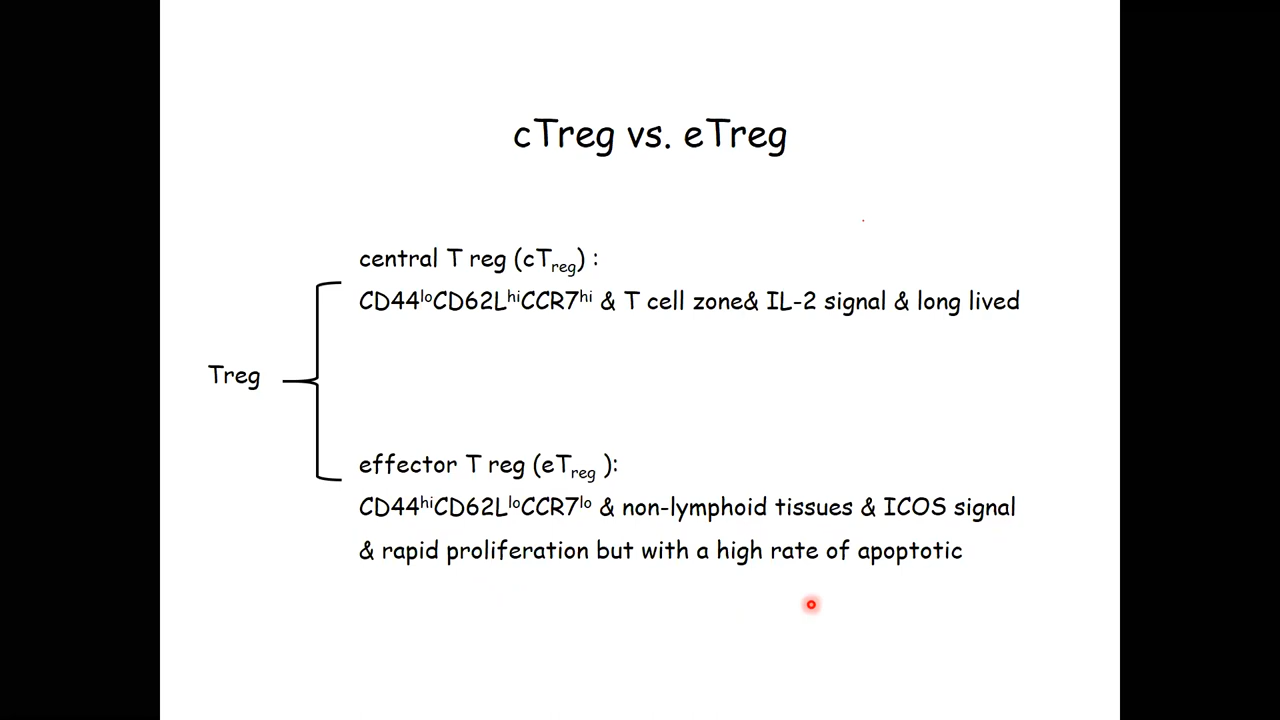 cTreg vs. eTreg
central T reg (cTreg) :
CD44loCD62LhiCCR7hi & T cell zone& IL-2 signal & long lived
Treg
effector T reg (eTreg ):
CD44hiCD62LloCCR7lo & non-lymphoid tissues & ICOS signal
& rapid proliferation but with a high rate of apoptotic